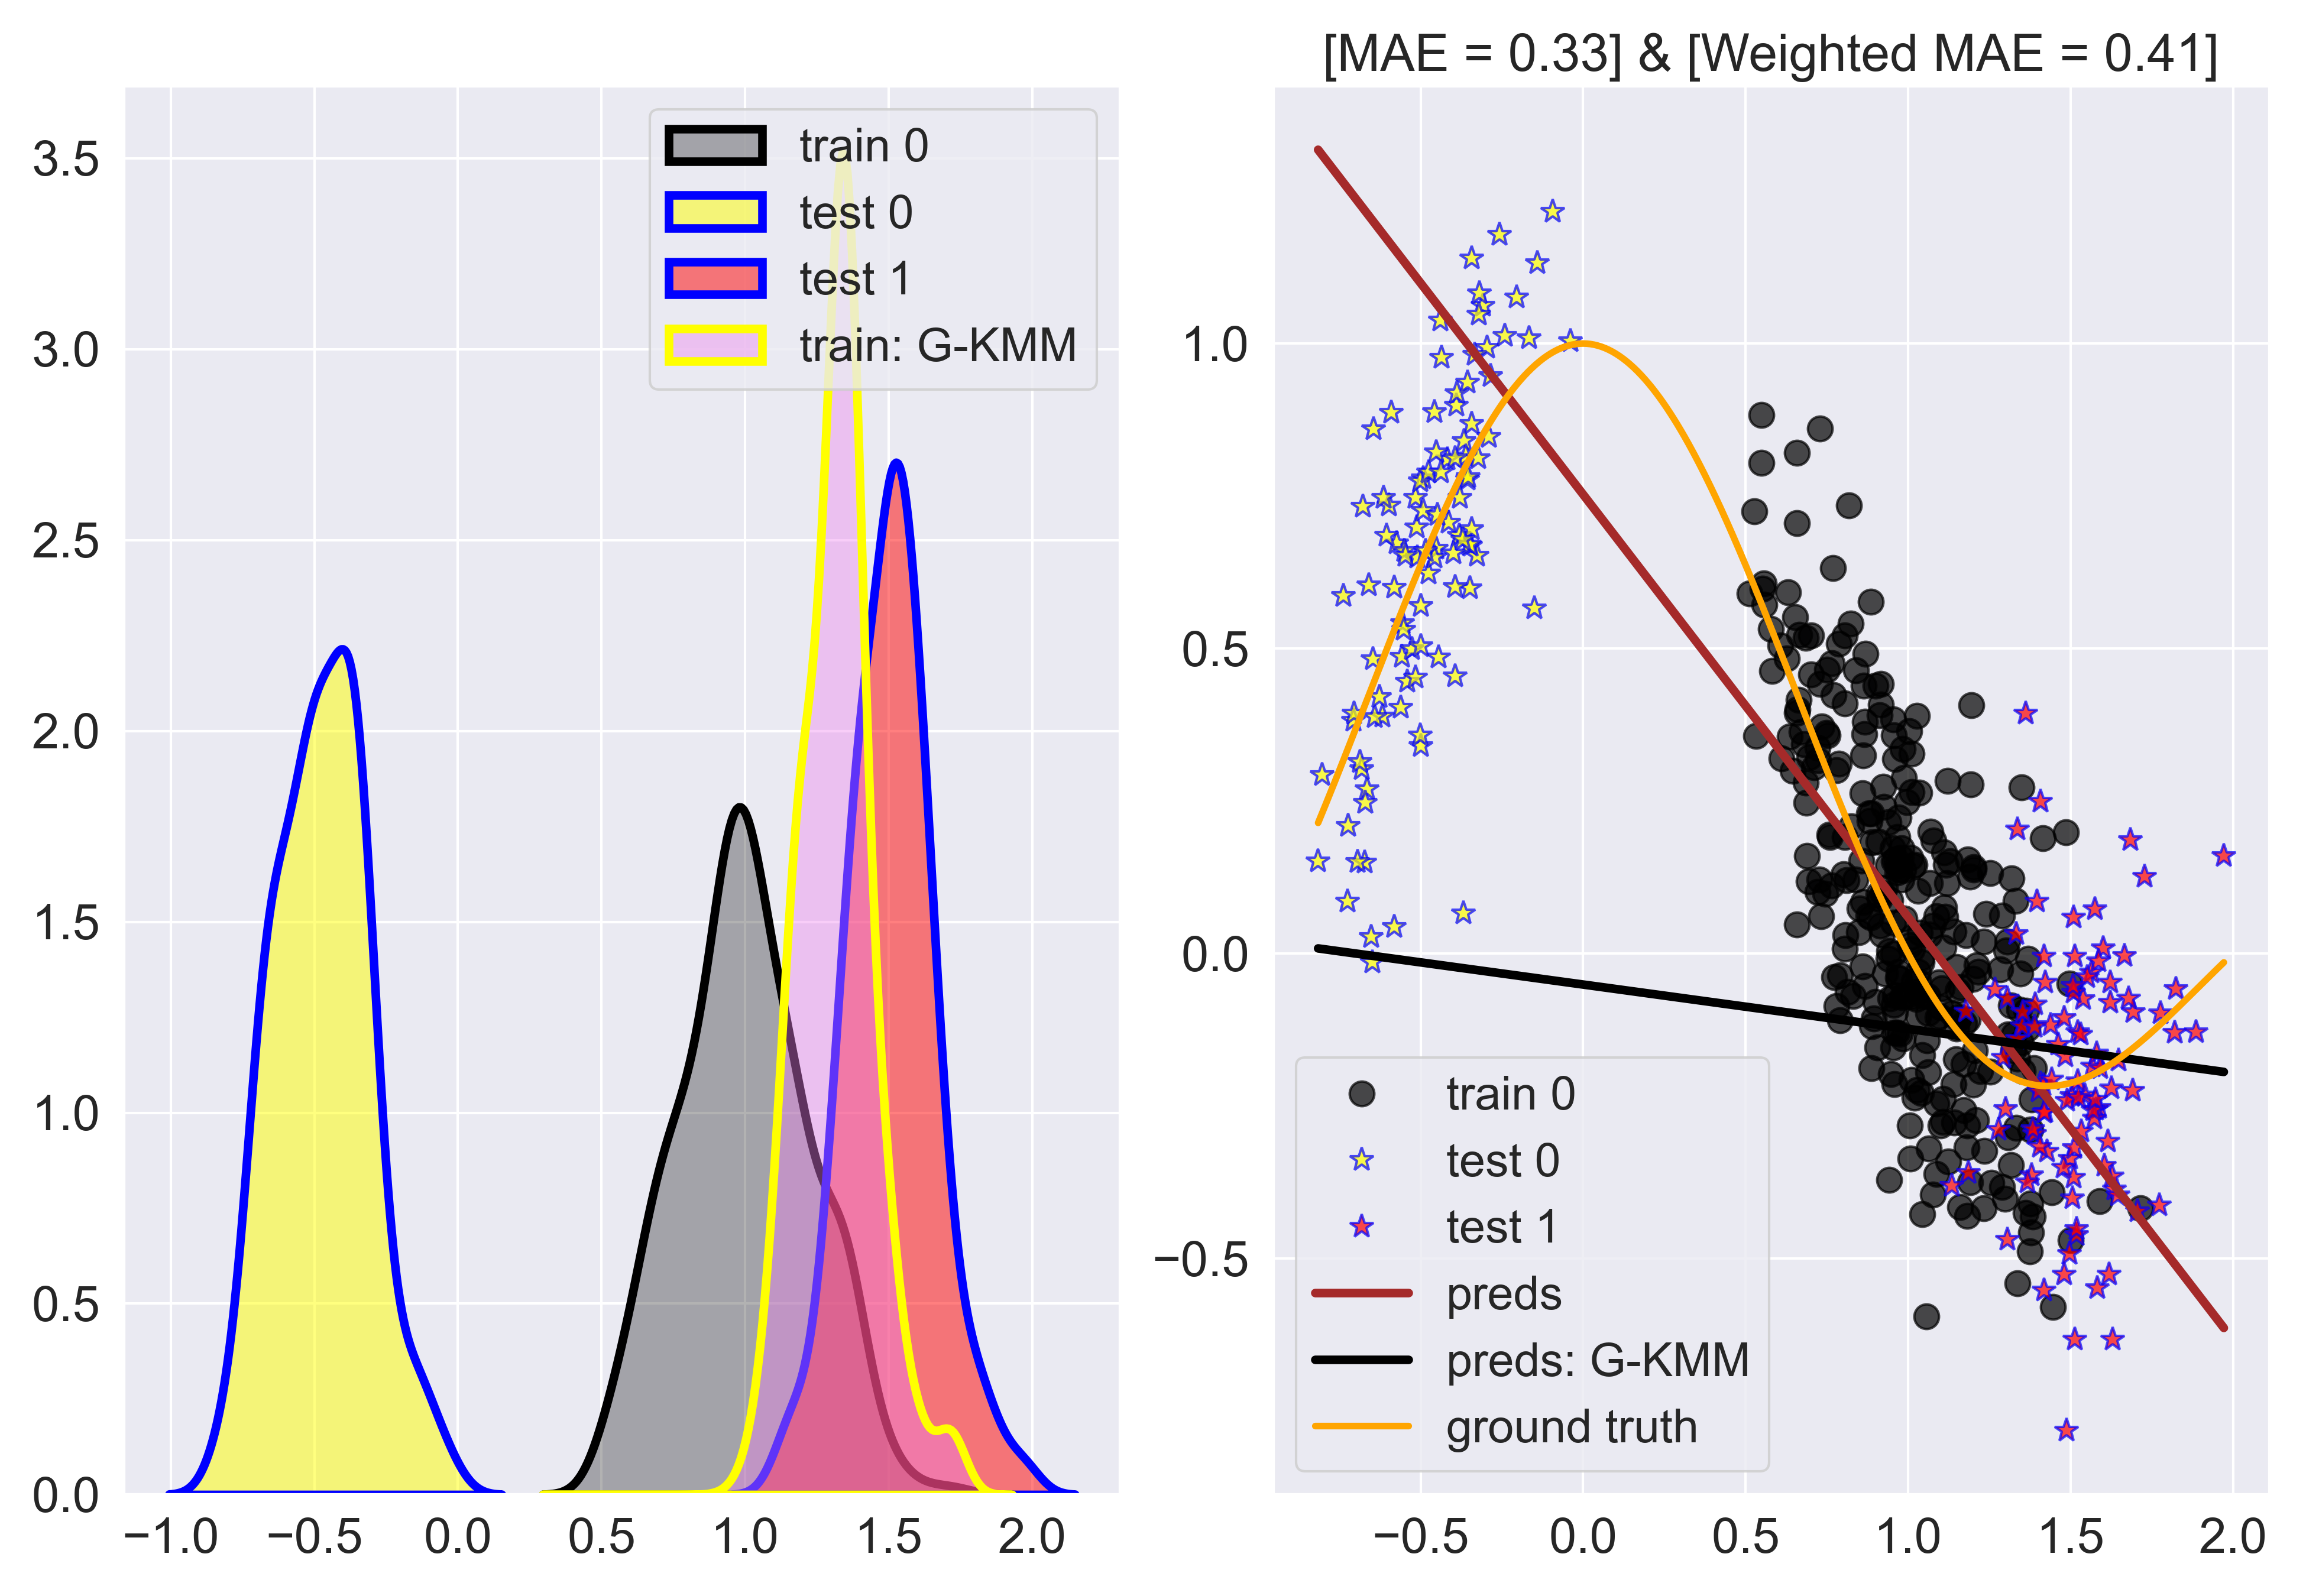 [MAE = 0.33] & [Weighted MAE = 0.41]
train 0
test 0
test 1
train: G-KMM
3.5
3.0
2.5
2.0
1.5
1.0
0.5
0.0
−1.0 −0.5 0.0 0.5 1.0 1.5 2.0
1.0
0.5
0.0
−0.5
train 0
test 0
test 1
preds
preds: G-KMM
ground truth
−0.5 0.0 0.5 1.0 1.5 2.0